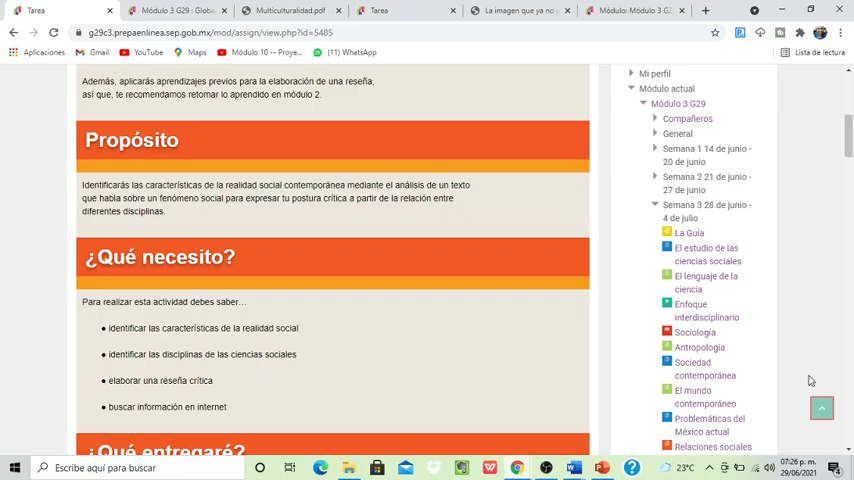 Tarea
Módulo 3 G29 : Globa
Multiculturalidad.pdf
Tarea
La imagen que ya no p
Módulo: Módulo 3 G2
g29c3.prepaenlinea.sep.gob.mx/mod/assign/view.php?id=5485
Aplicaciones
Gmail
YouTube
Maps
Módulo 10 -- Proye...
(11) WhatsApp
Lista de lectura
Además, aplicarás aprendizajes previos para la elaboración de una reseña,
así que, te recomendamos retomar lo aprendido en módulo 2.
Propósito
Identificarás las características de la realidad social contemporánea mediante el análisis de un texto
que habla sobre un fenómeno social para expresar tu postura crítica a partir de la relación entre
diferentes disciplinas.
¿Qué necesito?
Para realizar esta actividad debes saber…
● identificar las características de la realidad social
● identificar las disciplinas de las ciencias sociales
● elaborar una reseña crítica
● buscar información en internet
¿Qué entregaré?
Mi perfil
Módulo actual
Módulo 3 G29
Compañeros
General
Semana 1 14 de junio -
20 de junio
Semana 2 21 de junio -
27 de junio
Semana 3 28 de junio -
4 de julio
La Guía
El estudio de las
ciencias sociales
El lenguaje de la
ciencia
Enfoque
interdisciplinario
Sociología
Antropología
Sociedad
contemporánea
El mundo
contemporáneo
Problemáticas del
México actual
Relaciones sociales
Escribe aquí para buscar
23°C
07:26 p. m.
29/06/2021
4